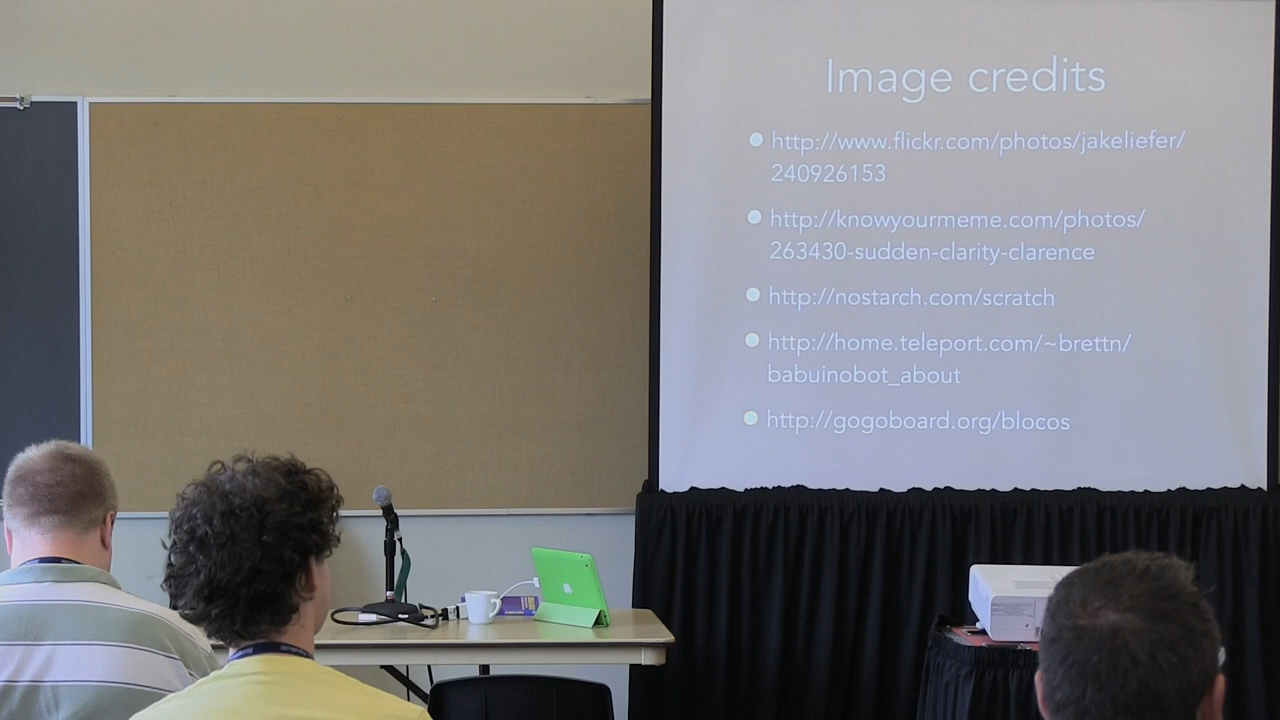 Image credits
http://www.flickr.com/photos/jakeliefer/
240926153
http://knowyourmeme.com/photos/
263430-sudden-clarity-clarence
http://nostarch.com/scratch
http://home.teleport.com/~brettn/
babuinobot_about
http://gogoboard.org/blocos